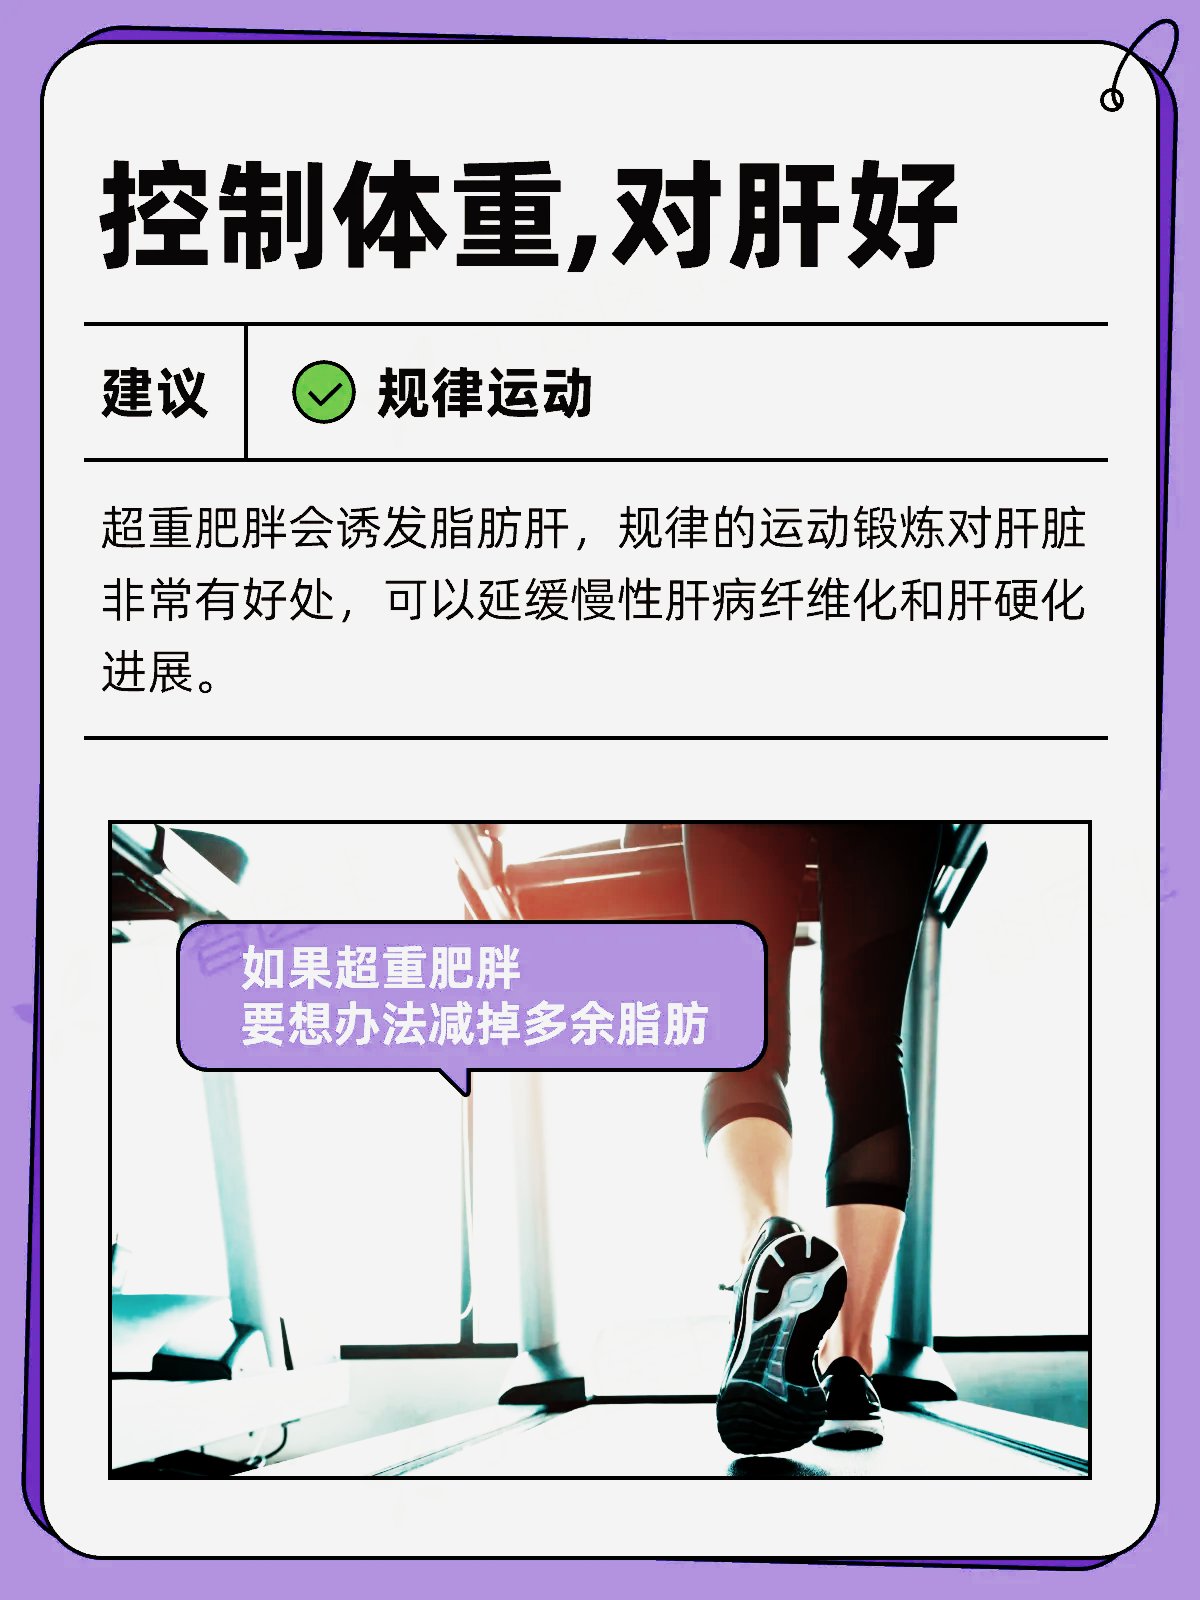 控制体重,对肝好
建议
规律运动
超重肥胖会诱发脂肪肝，规律的运动锻炼对肝脏
非常有好处，可以延缓慢性肝病纤维化和肝硬化
进展。
如果超重肥胖
要想办法减掉多余脂肪